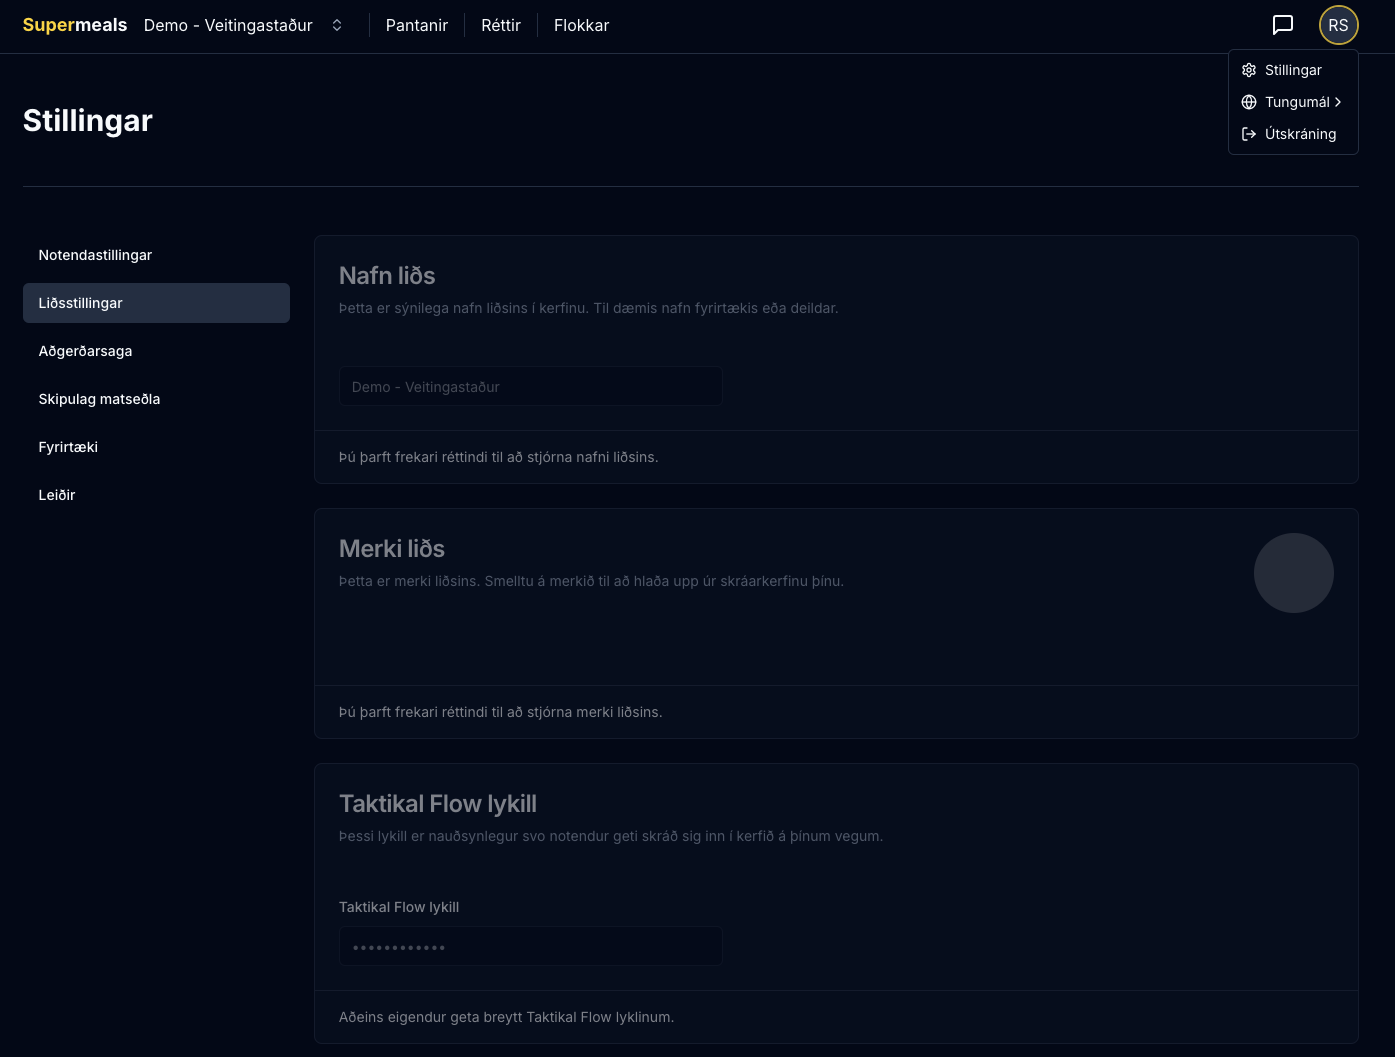 Supermeals Demo - Veitingastaður Pantanir Réttir Flokkar RS
Stillingar
Tungumál
Útskráning
Stillingar
Notendastillingar
Liðsstillingar
Aðgerðarsaga
Skipulag matseðla
Fyrirtæki
Leiðir
Nafn liðs
Þetta er sýnilega nafn liðsins í kerfinu. Til dæmis nafn fyrirtækis eða deildar.
Demo - Veitingastaður
Þú þarft frekari réttindi til að stjórna nafni liðsins.
Merki liðs
Þetta er merki liðsins. Smelltu á merkið til að hlaða upp úr skráarkerfinu þínu.
Þú þarft frekari réttindi til að stjórna merki liðsins.
Taktikal Flow lykill
Þessi lykill er nauðsynlegur svo notendur geti skráð sig inn í kerfið á þínum vegum.
Taktikal Flow lykill
••••••••••••
Aðeins eigendur geta breytt Taktikal Flow lyklinum.